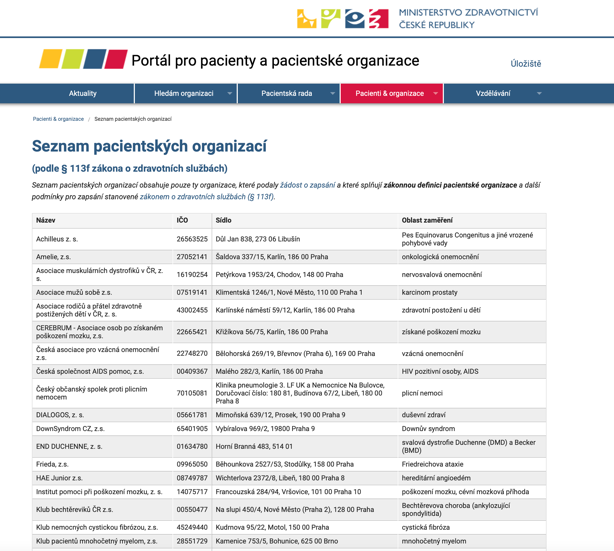 MINISTERSTVO ZDRAVOTNICTVÍ
ČESKÉ REPUBLIKY
Portál pro pacienty a pacientské organizace
Úložiště
Aktuality
Hledám organizaci
Pacientská rada
Pacienti & organizace
Vzdělávání
Pacienti & organizace / Seznam pacientských organizací
Seznam pacientských organizací
(podle § 113f zákona o zdravotních službách)
Seznam pacientských organizací obsahuje pouze ty organizace, které podaly žádost o zapsání a které splňují zákonnou definici pacientské organizace a další
podmínky pro zapsání stanovené zákonem o zdravotních službách (§ 113f).
Název IČO Sídlo Oblast zaměření
Achilleus z. s. 26563525 Důl Jan 838, 273 06 Libušín Pes Equinovarus Congenitus a jiné vrozené
pohybové vady
Amelie, z.s. 27052141 Šaldova 337/15, Karlín, 186 00 Praha onkologická onemocnění
Asociace muskulárních dystrofiků v ČR, z.
s. 16190254 Petýrkova 1953/24, Chodov, 148 00 Praha nervosvalová onemocnění
Asociace mužů sobě z.s. 07519141 Klimentská 1246/1, Nové Město, 110 00 Praha 1 karcinom prostaty
Asociace rodičů a přátel zdravotně
postižených dětí v ČR, z.s. 43002455 Karlínské náměstí 59/12, Karlín, 186 00 Praha zdravotní postožení u dětí
CEREBRUM - Asociace osob po získaném
poškození mozku, z.s. 22665421 Křižíkova 56/75, Karlín, 186 00 Praha získané poškození mozku
Česká asociace pro vzácná onemocnění
z.s. 22748270 Bělohorská 269/19, Břevnov (Praha 6), 169 00 Praha vzácná onemocnění
Česká společnost AIDS pomoc, z.s. 00409367 Malého 282/3, Karlín, 186 00 Praha HIV pozitivní osoby, AIDS
Český občanský spolek proti plicním
nemocem 70105081 Klinika pneumologie 3. LF UK a Nemocnice Na Bulovce,
Doručovací číslo: 180 81, Budínova 67/2, Libeň, 180 00
Praha 8 plicní nemoci
DIALOGOS, z. s. 05661781 Mimoňská 639/12, Prosek, 190 00 Praha 9 duševní zdraví
DownSyndrom CZ, z.s. 65401905 Vybíralova 969/2, 19800 Praha 9 Downův syndrom
END DUCHENNE, z.s. 01634780 Horní Branná 483, 514 01 svalová dystrofie Duchenne (DMD) a Becker
(BMD)
Frieda, z.s. 09965050 Běhounkova 2527/53, Stodůlky, 158 00 Praha Friedreichova ataxie
HAE Junior z.s. 08749787 Wichterlova 2372/8, Libeň, 180 00 Praha 8 hereditární angioedém
Institut pomoci při poškození mozku, z. s. 14075717 Francouzská 284/94, Vršovice, 101 00 Praha 10 poškození mozku, cévní mozková příhoda
Klub bechtěreviků ČR z.s. 00550477 Na slupi 450/4, Nové Město (Praha 2), 128 00 Praha Bechtěrevova choroba (ankylozující
spondylitida)
Klub nemocných cystickou fibrózou, z.s. 45249440 Kudrnova 95/22, Motol, 150 00 Praha cystická fibróza
Klub pacientů mnohočetný myelom, z.s. 28551729 Kamenice 753/5, Bohunice, 625 00 Brno mnohočetný myelom